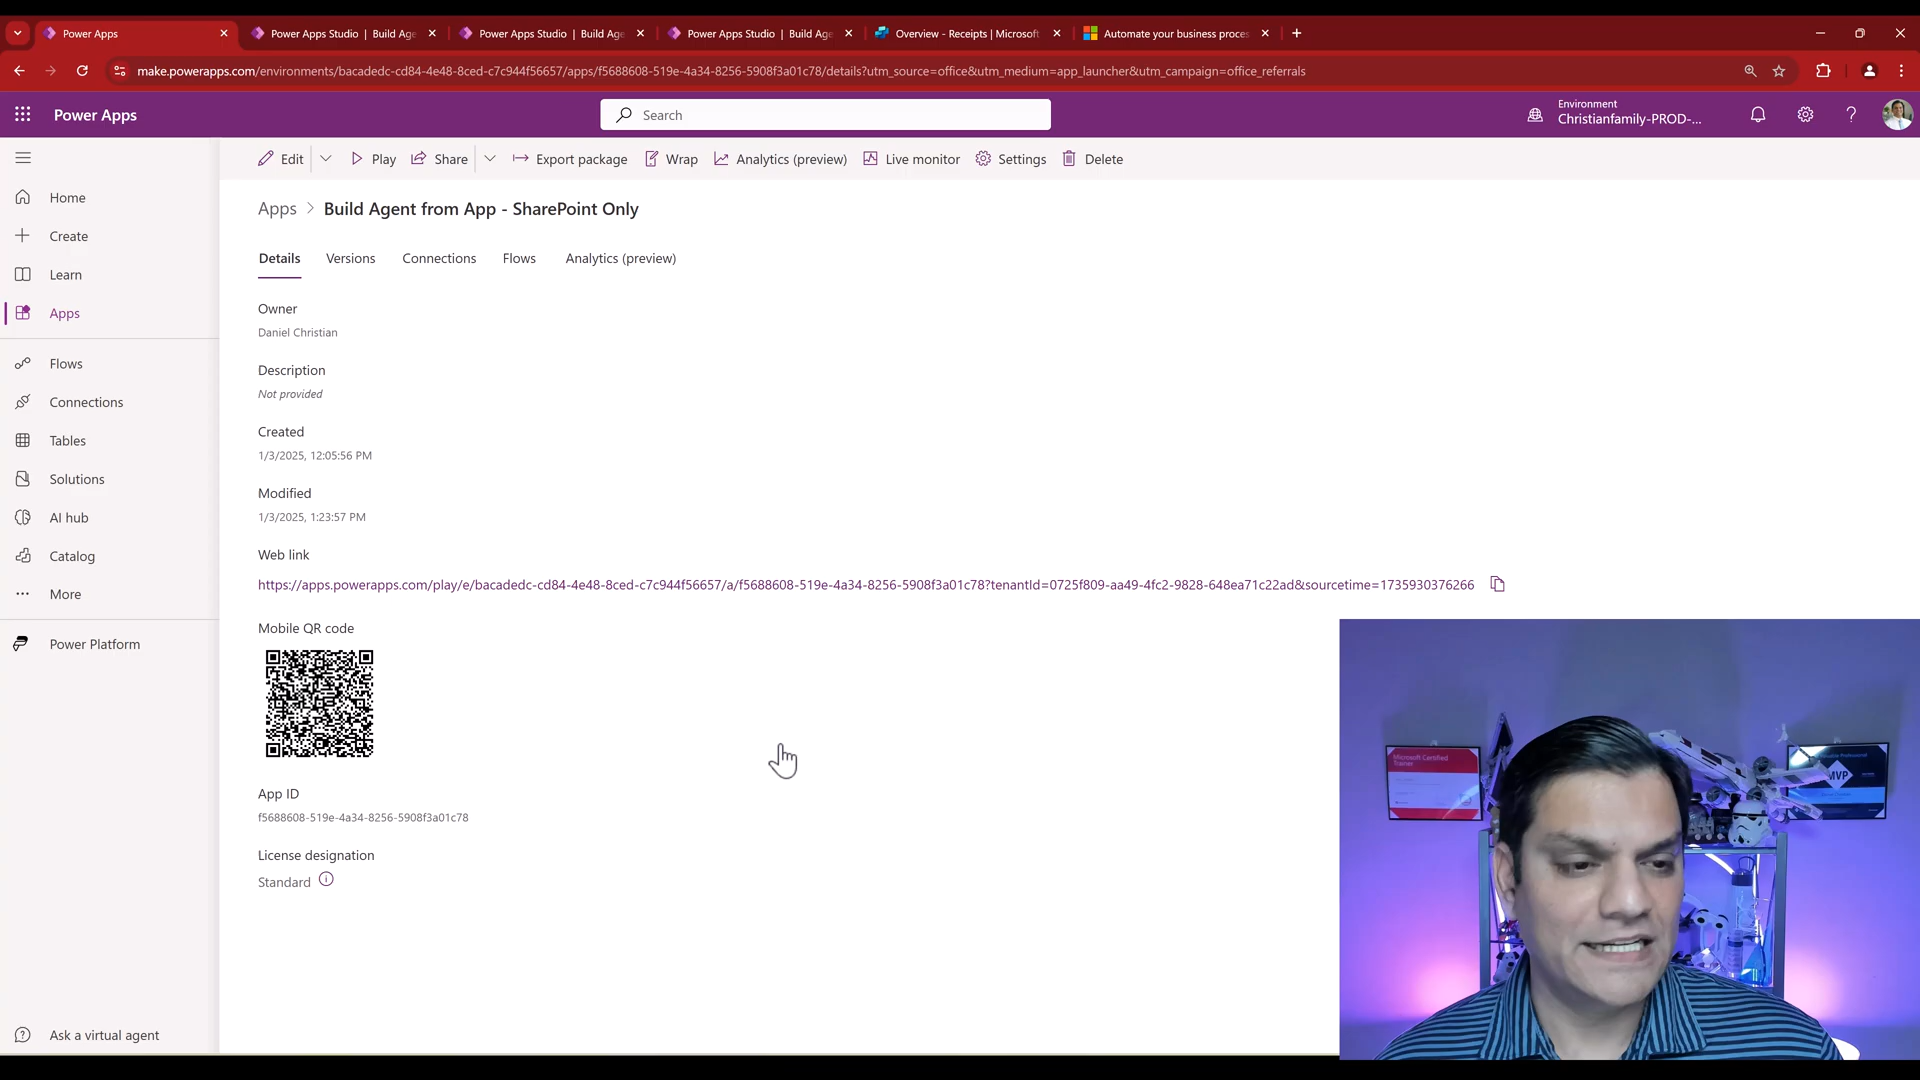 Power Apps
Power Apps Studio | Build Age
Power Apps Studio | Build Age
Power Apps Studio | Build Age
Overview - Receipts | Microsoft
Automate your business proces
make.powerapps.com/environments/bacadedc-cd84-4e48-8ced-c7c944f56657/apps/f5688608-519e-4a34-8256-5908f3a01c78/details?utm_source=office&utm_medium=app_launcher&utm_campaign=office_referrals
Power Apps
Search
Environment
Christianfamily-PROD-...
Edit
Play
Share
Export package
Wrap
Analytics (preview)
Live monitor
Settings
Delete
Home
Create
Learn
Apps
Flows
Connections
Tables
Solutions
AI hub
Catalog
More
Power Platform
Ask a virtual agent
Apps > Build Agent from App - SharePoint Only
Details
Versions
Connections
Flows
Analytics (preview)
Owner
Daniel Christian
Description
Not provided
Created
1/3/2025, 12:05:56 PM
Modified
1/3/2025, 1:23:57 PM
Web link
https://apps.powerapps.com/play/e/bacadedc-cd84-4e48-8ced-c7c944f56657/a/f5688608-519e-4a34-8256-5908f3a01c78?tenantId=0725f809-aa49-4fc2-9828-648ea71c22ad&sourcetime=1735930376266
Mobile QR code
App ID
f5688608-519e-4a34-8256-5908f3a01c78
License designation
Standard
Microsoft Certified
Trainer
MVP